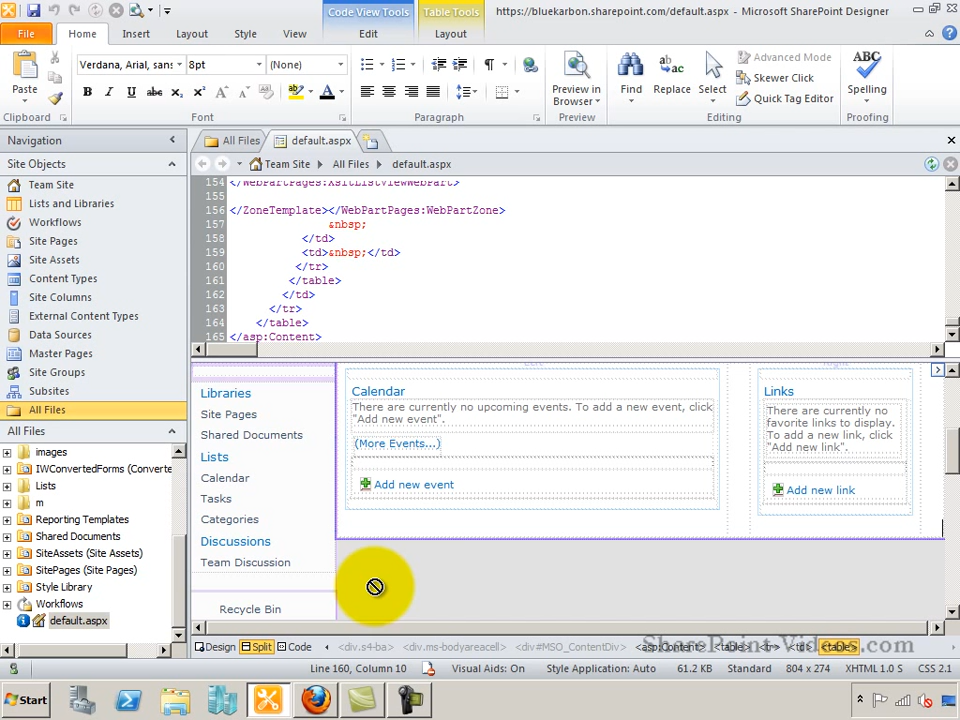 Code View Tools
Table Tools
https://bluekarbon.sharepoint.com/default.aspx - Microsoft SharePoint Designer
File
Home
Insert
Layout
Style
View
Edit
Layout
Paste
Verdana, Arial, sans
8pt
(None)
B I U abc
Preview in
Browser
Find
Replace
Select
Advanced Mode
Skewer Click
Quick Tag Editor
ABC
Spelling
Clipboard
Font
Paragraph
Preview
Editing
Proofing
Navigation
All Files
default.aspx
Site Objects
Team Site
All Files
default.aspx
Team Site
Lists and Libraries
Workflows
Site Pages
Site Assets
Content Types
Site Columns
External Content Types
Data Sources
Master Pages
Site Groups
Subsites
All Files
154 </WebPartPages:XsltListViewWebPart>
155
156 </ZoneTemplate></WebPartPages:WebPartZone>
157 &nbsp;
158 </td>
159 <td>&nbsp;</td>
160 </tr>
161 </table>
162 </td>
163 </tr>
164 </table>
165 </asp:Content>
All Files
images
IWConvertedForms (Converte
Lists
m
Reporting Templates
Shared Documents
SiteAssets (Site Assets)
SitePages (Site Pages)
Style Library
Workflows
default.aspx
Libraries
Site Pages
Shared Documents
Lists
Calendar
Tasks
Categories
Discussions
Team Discussion
Recycle Bin
Left
Calendar
There are currently no upcoming events. To add a new event, click
"Add new event".
(More Events...)
Add new event
Right
Links
There are currently no
favorite links to display.
To add a new link, click
"Add new link".
Add new link
Design
Split
Code
<div.s4-ba>
<div.ms-bodyareacell>
<div#MSO_ContentDiv>
<asp:Content>
<table>
<tr>
<td>
<table>
SharePoint-Videos.com
Line 160, Column 10
Visual Aids: On
Style Application: Auto
61.2 KB
Standard
804 x 274
XHTML 1.0 S
CSS 2.1
Start